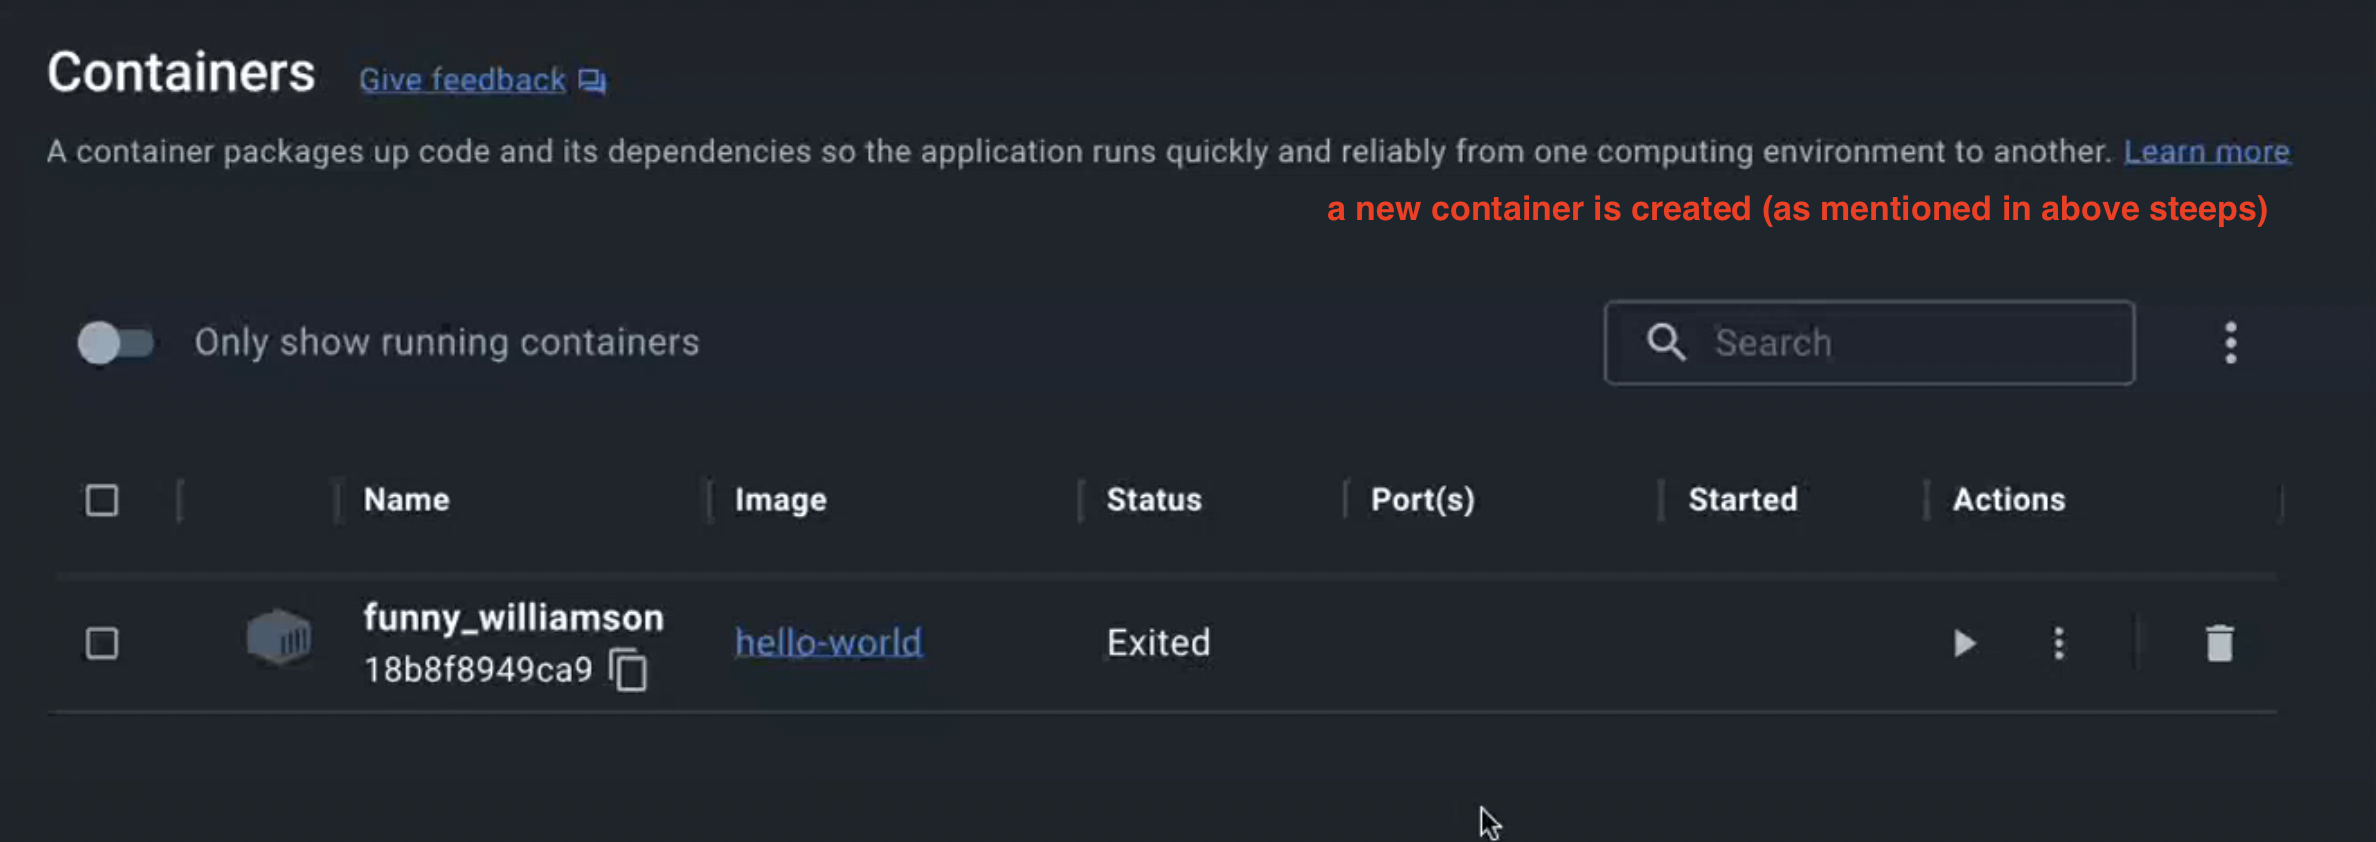 Containers Give feedback
A container packages up code and its dependencies so the application runs quickly and reliably from one computing environment to another. Learn more
a new container is created (as mentioned in above steeps)
Only show running containers Search
Name Image Status Port(s) Started Actions
funny_williamson
hello-world Exited
18b8f8949ca9